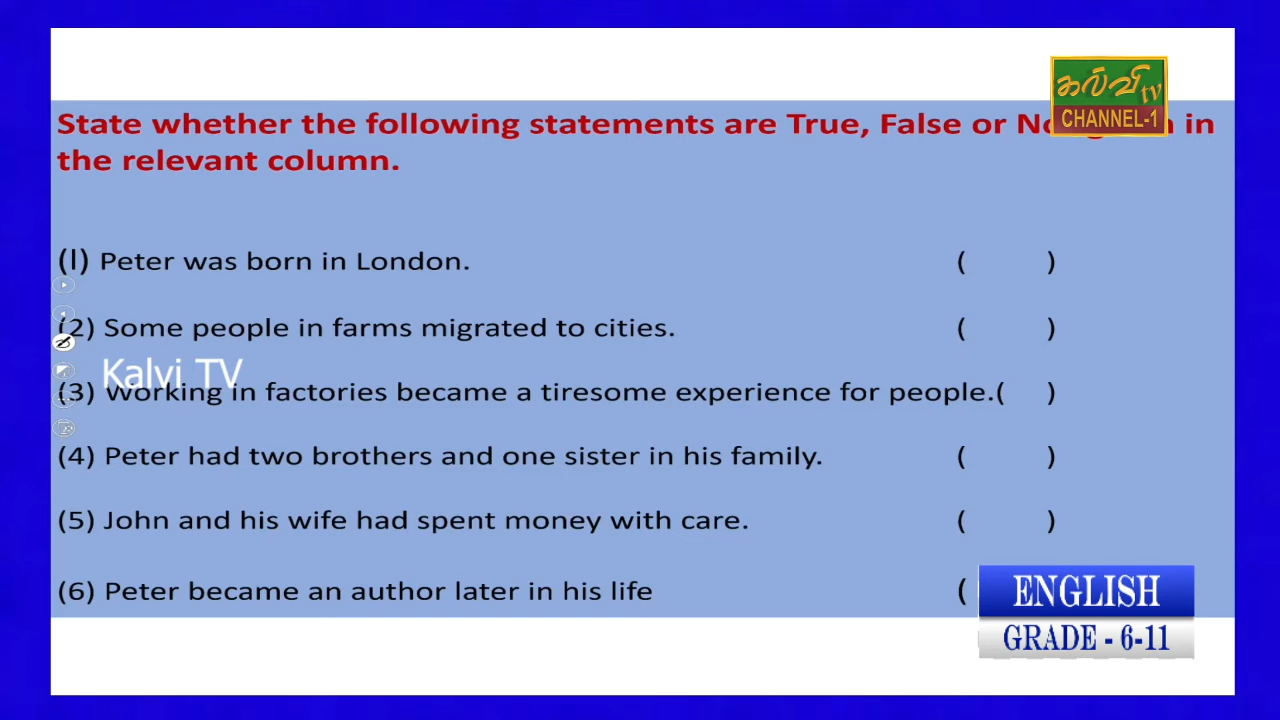 கல்வி tv
CHANNEL-1
State whether the following statements are True, False or in
the relevant column.
(l) Peter was born in London. ( )
(2) Some people in farms migrated to cities. ( )
Kalvi TV
(3) Working in factories became a tiresome experience for people.( )
(4) Peter had two brothers and one sister in his family. ( )
(5) John and his wife had spent money with care. ( )
(6) Peter became an author later in his life (
ENGLISH
GRADE - 6-11